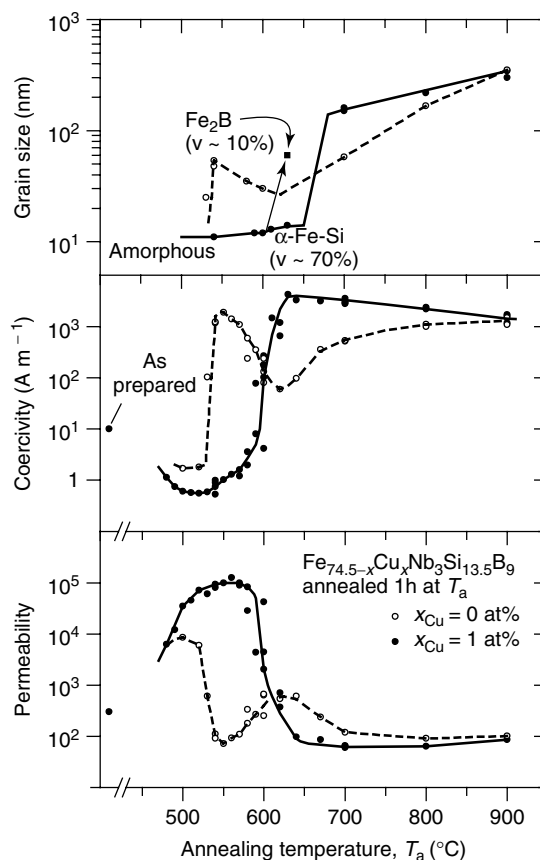 10³
Grain size (nm)
10²
10¹
Fe₂B
(v ~ 10%)
α-Fe-Si
(v ~ 70%)
Amorphous
Coercivity (A m⁻¹)
10³
10²
10¹
1
As
prepared
Permeability
10⁵
10⁴
10³
10²
Fe₇₄.₅₋ₓCuₓNb₃Si₁₃.₅B₉
annealed 1h at Tₐ
x_Cu = 0 at%
x_Cu = 1 at%
500 600 700 800 900
Annealing temperature, Tₐ (°C)